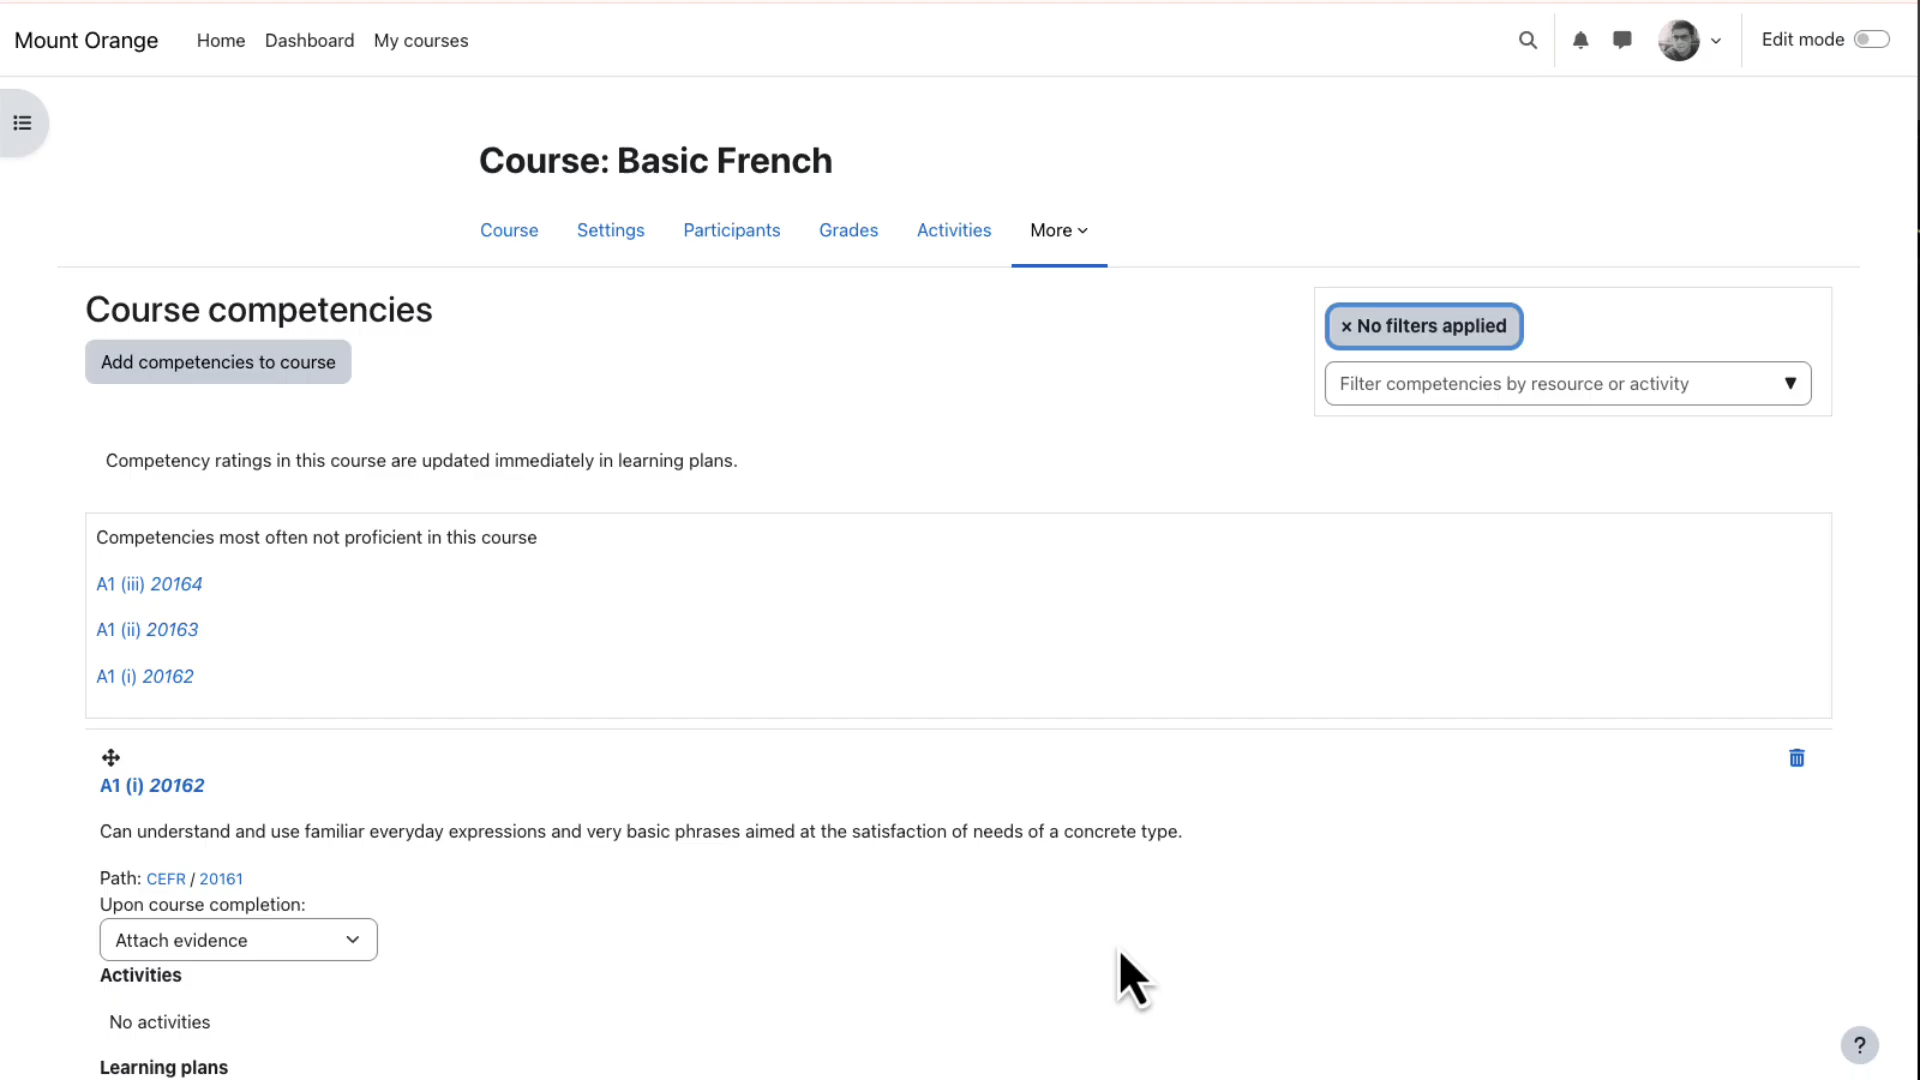 Mount Orange Home Dashboard My courses Edit mode
Course: Basic French
Course Settings Participants Grades Activities More
Course competencies
× No filters applied
Add competencies to course
Filter competencies by resource or activity ▼
Competency ratings in this course are updated immediately in learning plans.
Competencies most often not proficient in this course
A1 (iii) 20164
A1 (ii) 20163
A1 (i) 20162
A1 (i) 20162
Can understand and use familiar everyday expressions and very basic phrases aimed at the satisfaction of needs of a concrete type.
Path: CEFR / 20161
Upon course completion:
Attach evidence
Activities
No activities
?
Learning plans